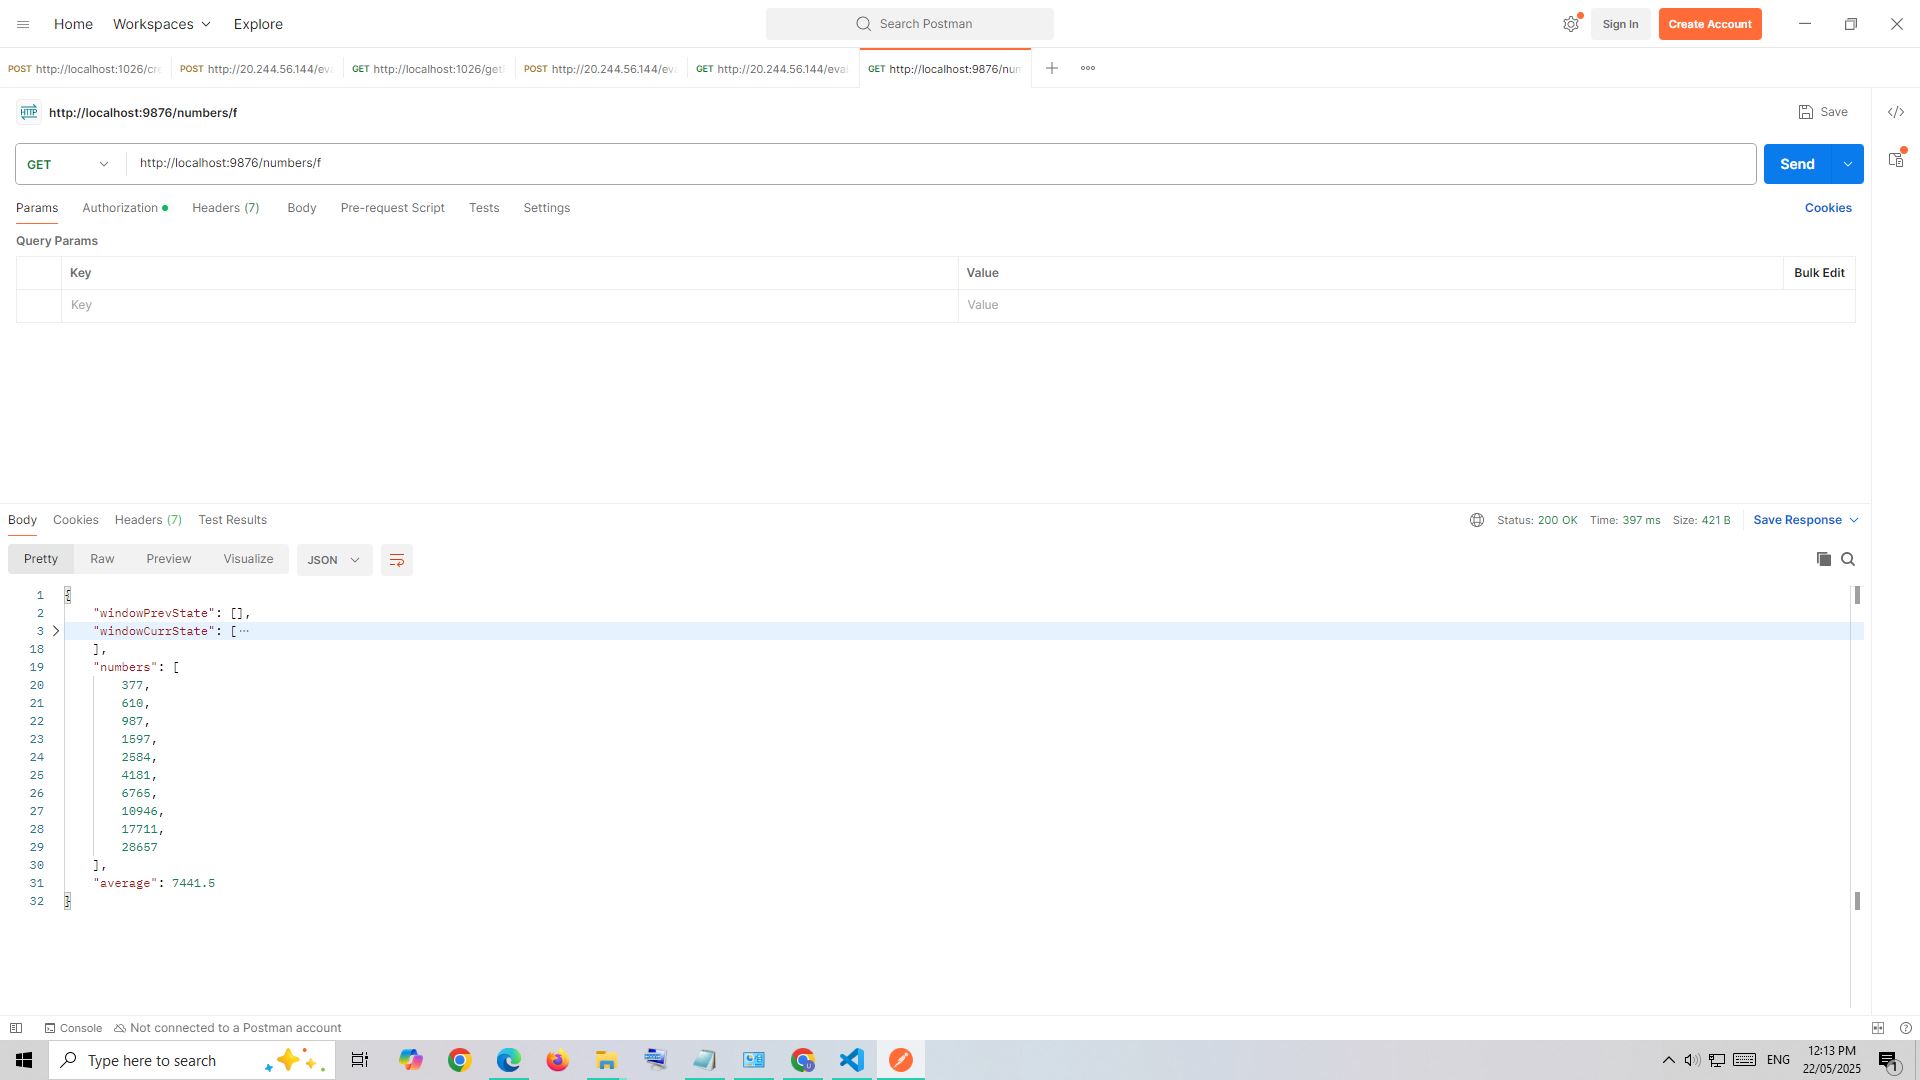 Home Workspaces Explore Search Postman Sign In Create Account
POST http://localhost:1026/cre POST http://20.244.56.144/eva GET http://localhost:1026/get POST http://20.244.56.144/eva GET http://20.244.56.144/eval GET http://localhost:9876/num
HTTP http://localhost:9876/numbers/f Save
GET http://localhost:9876/numbers/f Send
Params Authorization Headers (7) Body Pre-request Script Tests Settings Cookies
Query Params
Key Value Bulk Edit
Key Value
Body Cookies Headers (7) Test Results Status: 200 OK Time: 397 ms Size: 421 B Save Response
Pretty Raw Preview Visualize JSON
1 {
2 "windowPrevState": [],
3 "windowCurrState": [···
18 ],
19 "numbers": [
20 377,
21 610,
22 987,
23 1597,
24 2584,
25 4181,
26 6765,
27 10946,
28 17711,
29 28657
30 ],
31 "average": 7441.5
32 }
Console Not connected to a Postman account
Type here to search ENG 12:13 PM
22/05/2025 1